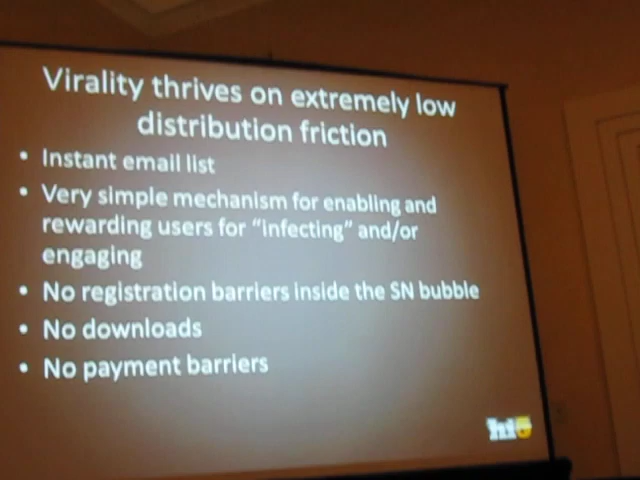 Virality thrives on extremely low
distribution friction
• Instant email list
• Very simple mechanism for enabling and
rewarding users for "infecting" and/or
engaging
• No registration barriers inside the SN bubble
• No downloads
• No payment barriers
hi5